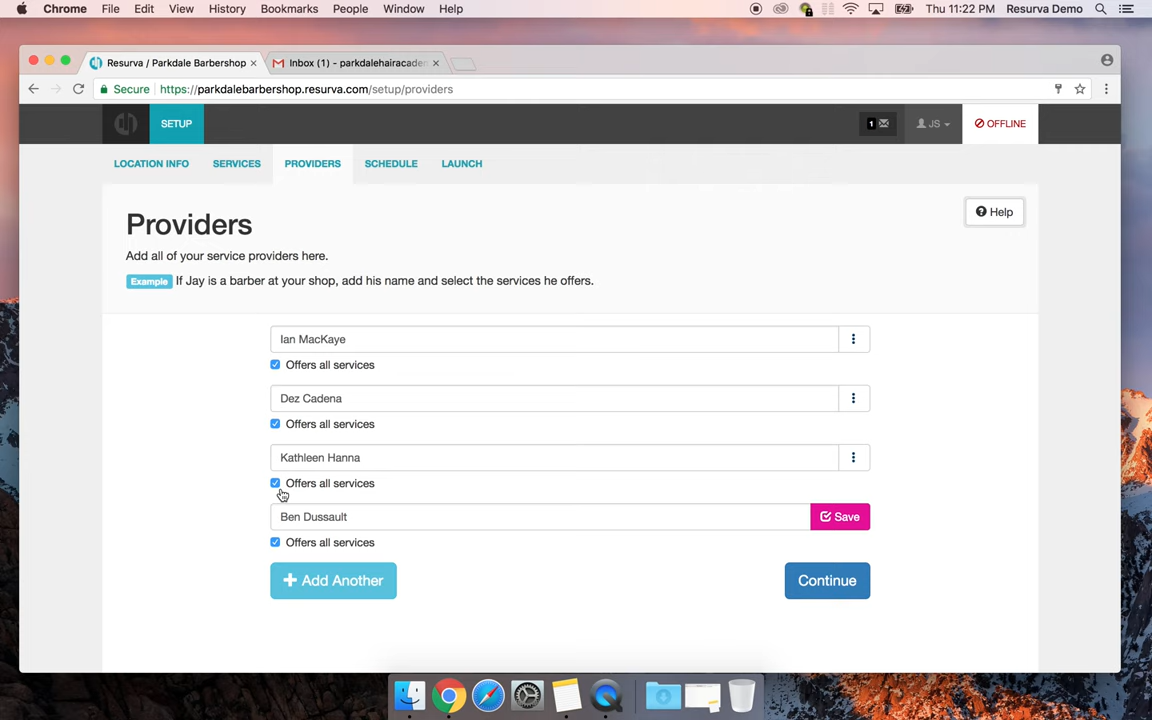 Chrome File Edit View History Bookmarks People Window Help Thu 11:22 PM Resurva Demo
Resurva / Parkdale Barbershop Inbox (1) - parkdalehairacaden
Secure https://parkdalebarbershop.resurva.com/setup/providers
SETUP 1 JS OFFLINE
LOCATION INFO SERVICES PROVIDERS SCHEDULE LAUNCH
Providers
Help
Add all of your service providers here.
Example If Jay is a barber at your shop, add his name and select the services he offers.
Ian MacKaye
Offers all services
Dez Cadena
Offers all services
Kathleen Hanna
Offers all services
Ben Dussault Save
Offers all services
Add Another Continue